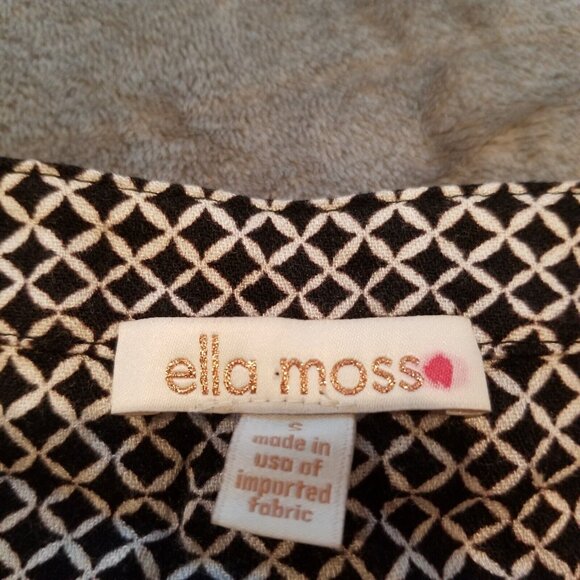 ella moss
S
made in
usa of
imported
fabric